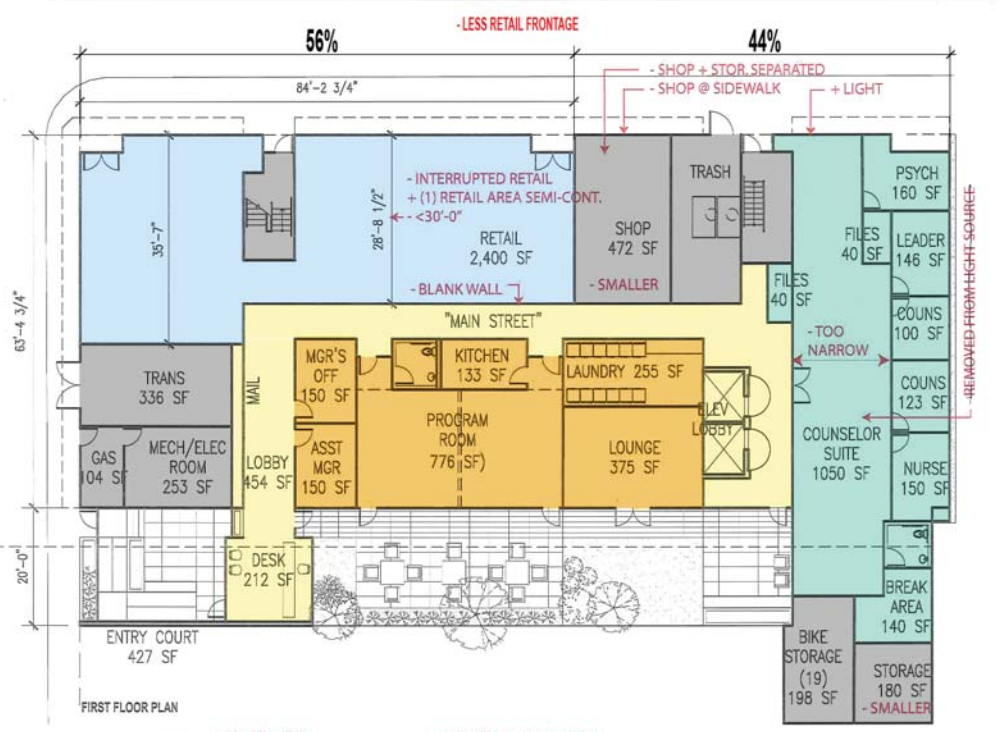 - LESS RETAIL FRONTAGE
56%
44%
84'-2 3/4"
- SHOP + STOR. SEPARATED
- SHOP @ SIDEWALK
+ LIGHT
- INTERRUPTED RETAIL
+ (1) RETAIL AREA SEMI-CONT.
- <30'-0"
35'-7"
28'-8 1/2"
63'-4 3/4"
RETAIL
2,400 SF
SHOP
472 SF
- SMALLER
TRASH
PSYCH
160 SF
FILES
40 SF
LEADER
146 SF
FILES
40 SF
COUNS
100 SF
- REMOVED FROM LIGHT SOURCE
- BLANK WALL
"MAIN STREET"
- TOO
NARROW
TRANS
336 SF
MAIL
MGR'S
OFF
150 SF
KITCHEN
133 SF
LAUNDRY 255 SF
COUNS
123 SF
ELEV
LOBBY
PROGRAM
ROOM
776 SF)
COUNSELOR
SUITE
1050 SF
GAS
104 SF
MECH/ELEC
ROOM
253 SF
LOBBY
454 SF
ASST
MGR
150 SF
LOUNGE
375 SF
NURSE
150 SF
20'-0"
DESK
212 SF
BREAK
AREA
140 SF
ENTRY COURT
427 SF
BIKE
STORAGE
(19)
198 SF
STORAGE
180 SF
- SMALLER
FIRST FLOOR PLAN